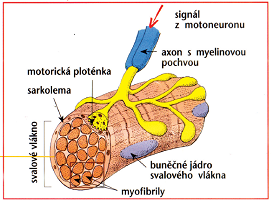 signál
z motoneuronu
axon s myelinovou
pochvou
motorická ploténka
sarkolema
svalové vlákno
buněčné jádro
svalového vlákna
myofibrily